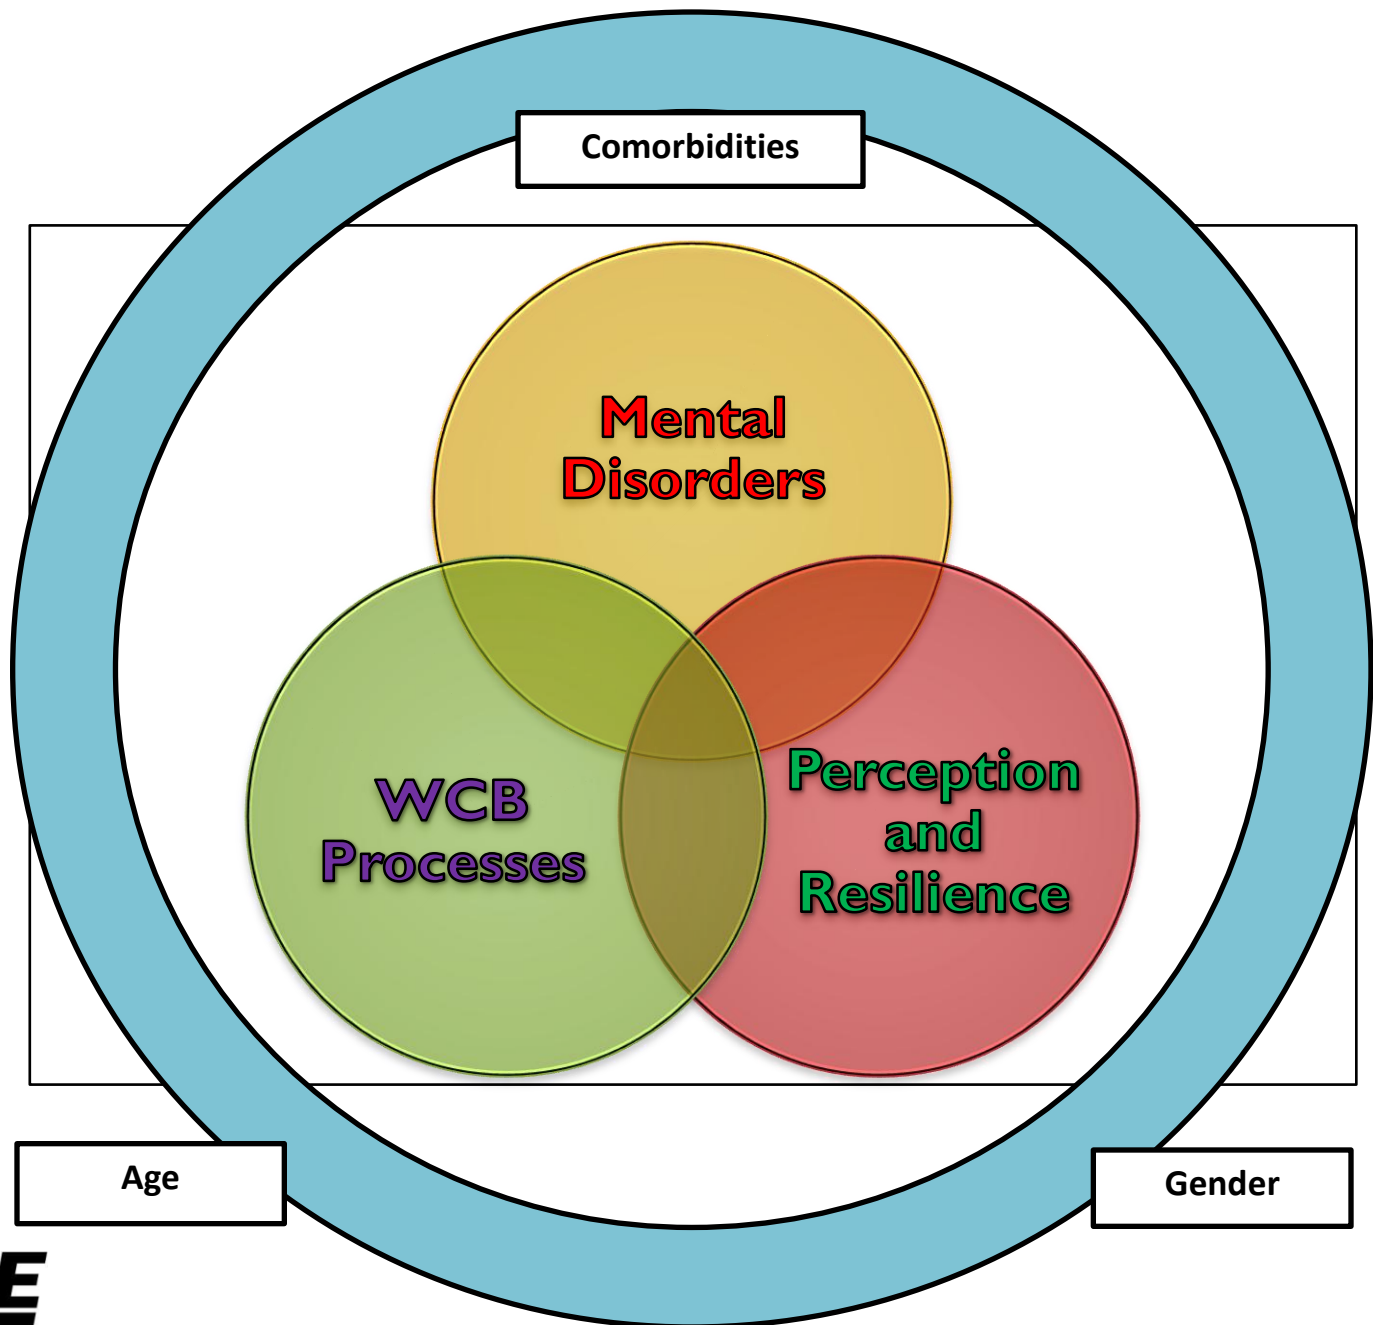 Comorbidities
Mental
Disorders
WCB
Processes
Perception
and
Resilience
Age
Gender
E